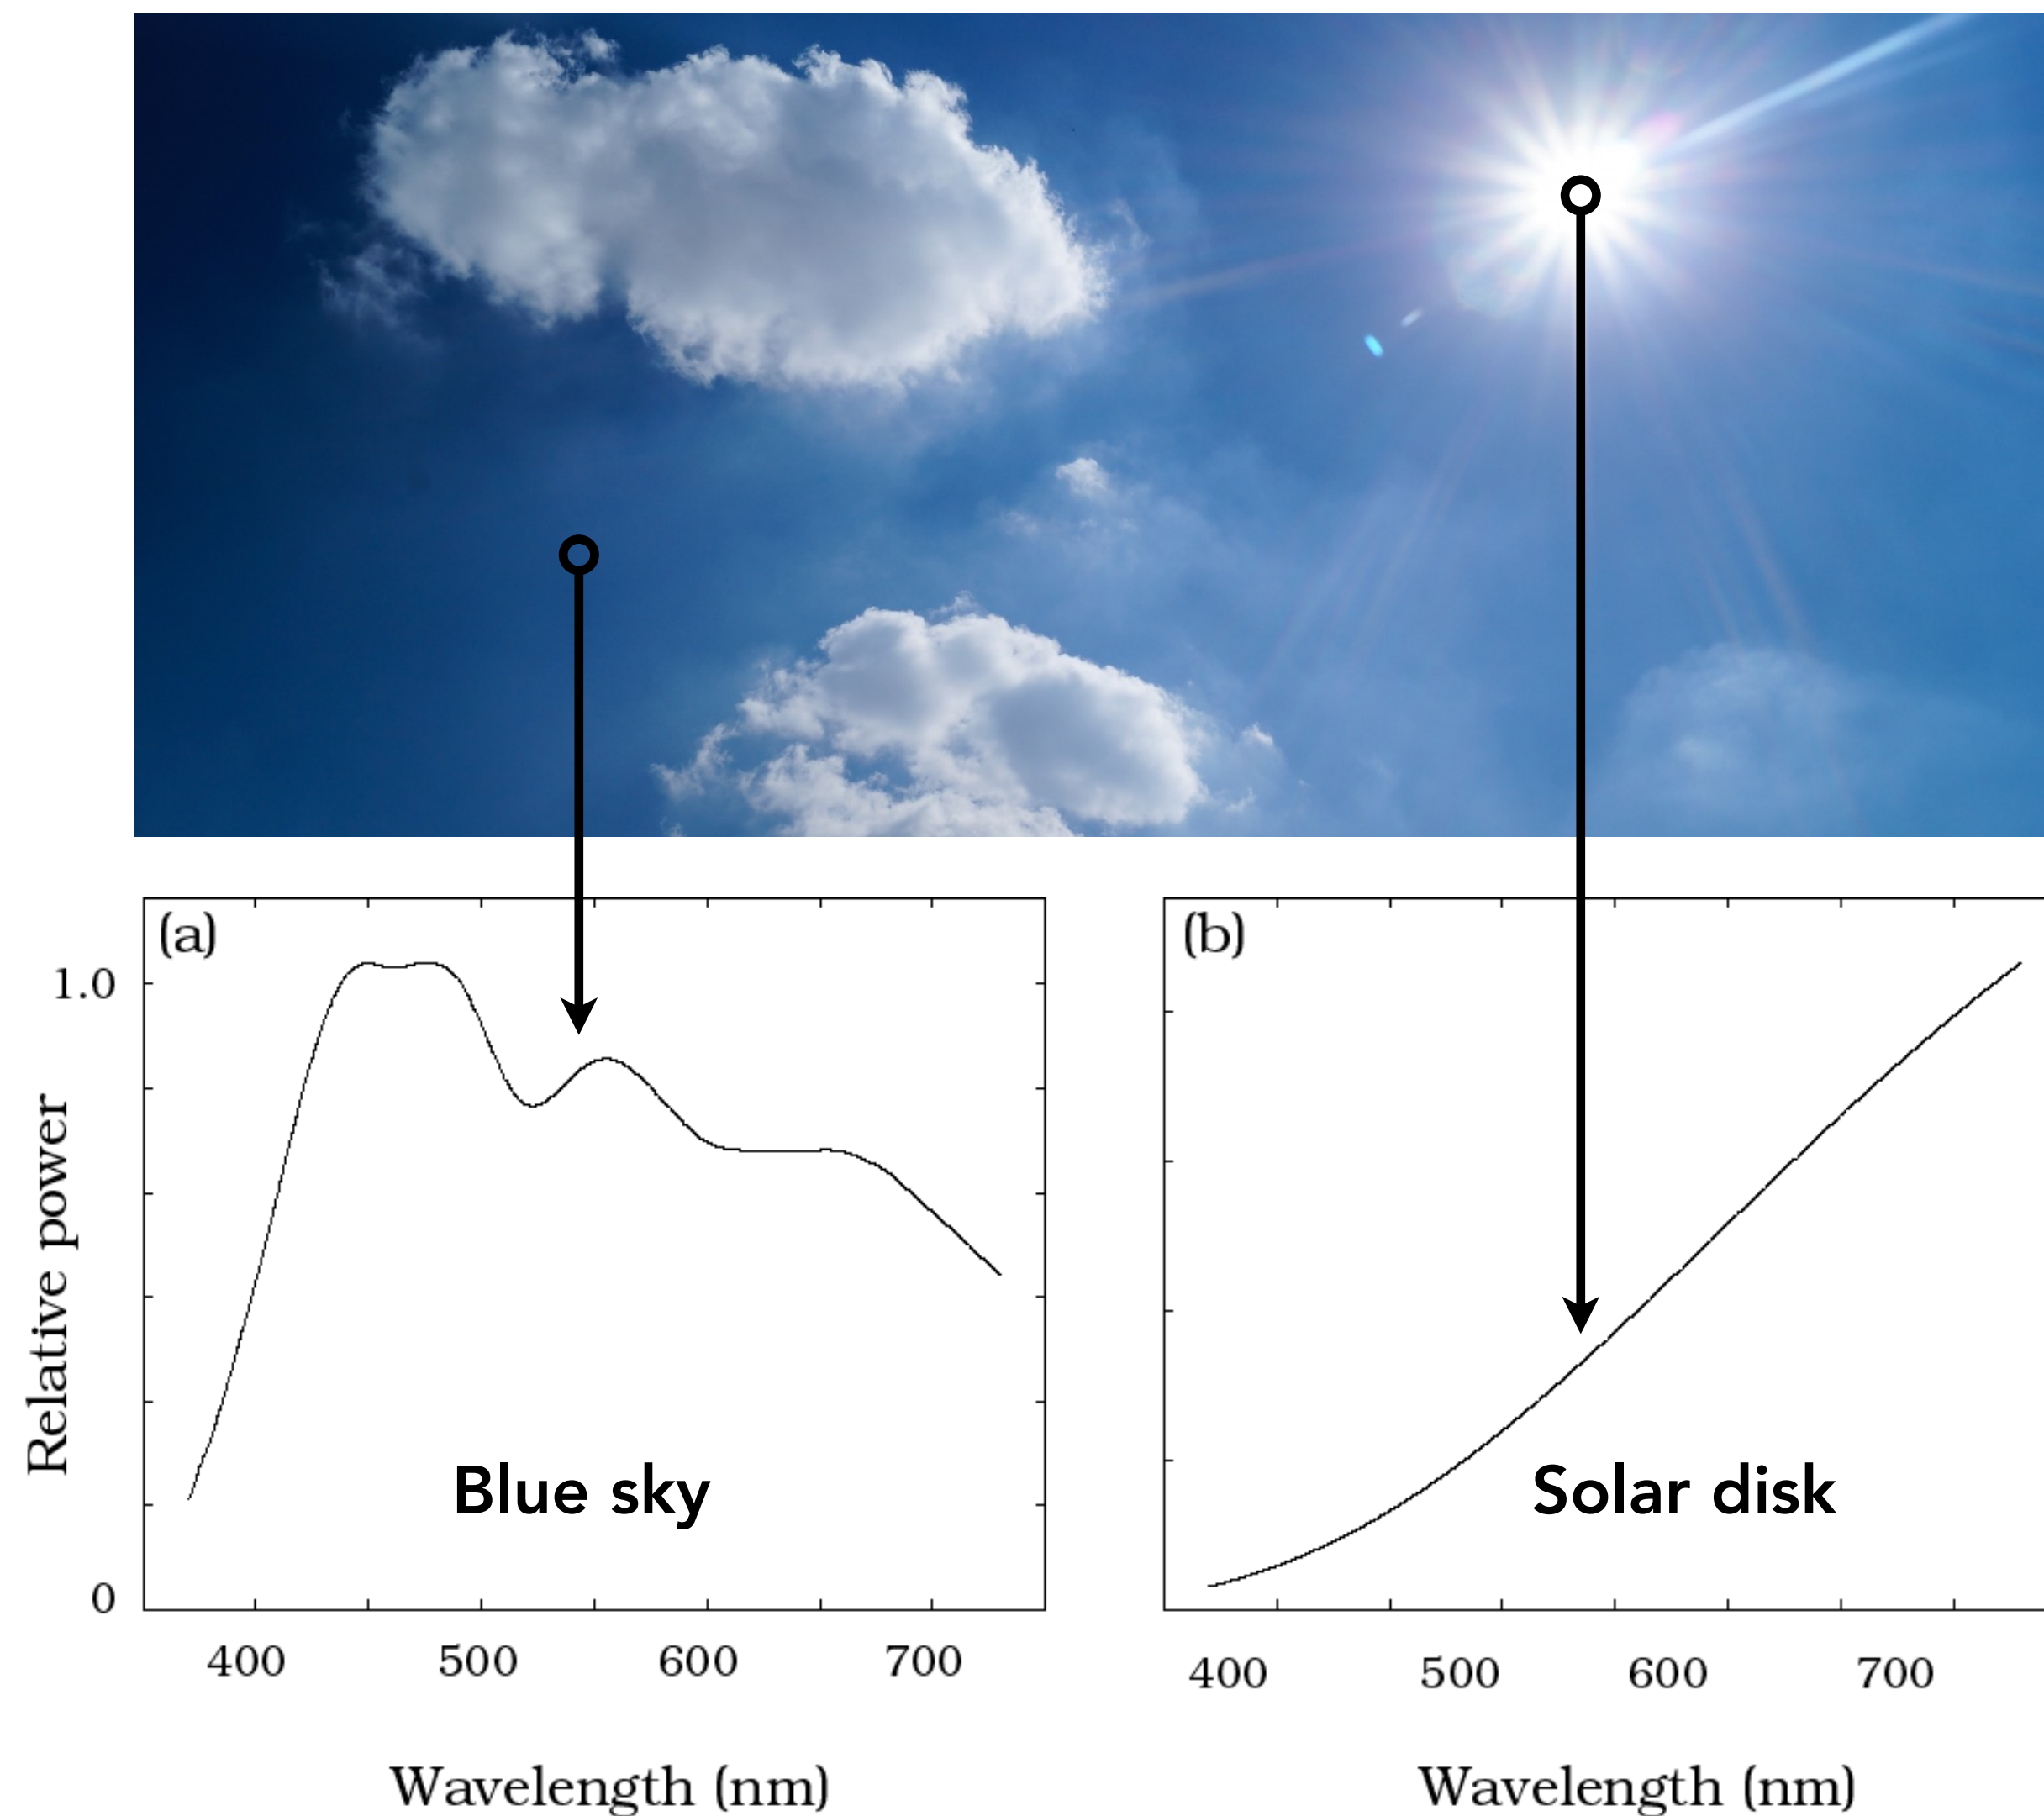 (a)
(b)
1.0
Relative power
Blue sky
Solar disk
0
400 500 600 700
400 500 600 700
Wavelength (nm)
Wavelength (nm)